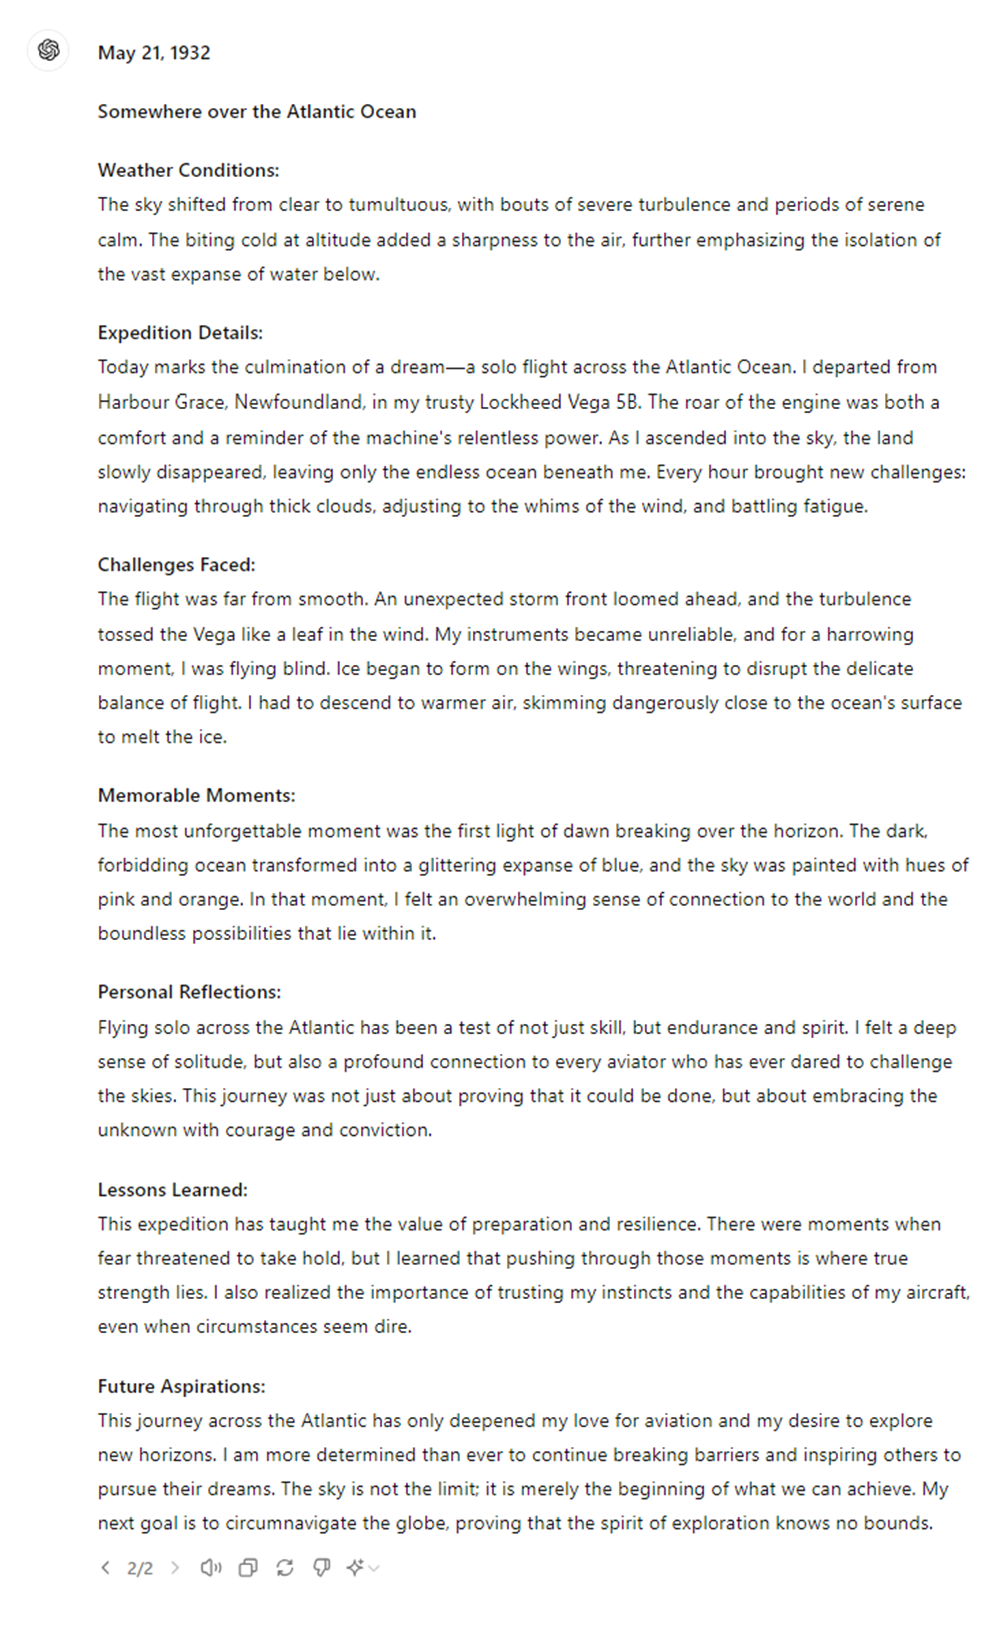 May 21, 1932
Somewhere over the Atlantic Ocean
Weather Conditions:
The sky shifted from clear to tumultuous, with bouts of severe turbulence and periods of serene
calm. The biting cold at altitude added a sharpness to the air, further emphasizing the isolation of
the vast expanse of water below.
Expedition Details:
Today marks the culmination of a dream—a solo flight across the Atlantic Ocean. I departed from
Harbour Grace, Newfoundland, in my trusty Lockheed Vega 5B. The roar of the engine was both a
comfort and a reminder of the machine's relentless power. As I ascended into the sky, the land
slowly disappeared, leaving only the endless ocean beneath me. Every hour brought new challenges:
navigating through thick clouds, adjusting to the whims of the wind, and battling fatigue.
Challenges Faced:
The flight was far from smooth. An unexpected storm front loomed ahead, and the turbulence
tossed the Vega like a leaf in the wind. My instruments became unreliable, and for a harrowing
moment, I was flying blind. Ice began to form on the wings, threatening to disrupt the delicate
balance of flight. I had to descend to warmer air, skimming dangerously close to the ocean's surface
to melt the ice.
Memorable Moments:
The most unforgettable moment was the first light of dawn breaking over the horizon. The dark,
forbidding ocean transformed into a glittering expanse of blue, and the sky was painted with hues of
pink and orange. In that moment, I felt an overwhelming sense of connection to the world and the
boundless possibilities that lie within it.
Personal Reflections:
Flying solo across the Atlantic has been a test of not just skill, but endurance and spirit. I felt a deep
sense of solitude, but also a profound connection to every aviator who has ever dared to challenge
the skies. This journey was not just about proving that it could be done, but about embracing the
unknown with courage and conviction.
Lessons Learned:
This expedition has taught me the value of preparation and resilience. There were moments when
fear threatened to take hold, but I learned that pushing through those moments is where true
strength lies. I also realized the importance of trusting my instincts and the capabilities of my aircraft,
even when circumstances seem dire.
Future Aspirations:
This journey across the Atlantic has only deepened my love for aviation and my desire to explore
new horizons. I am more determined than ever to continue breaking barriers and inspiring others to
pursue their dreams. The sky is not the limit; it is merely the beginning of what we can achieve. My
next goal is to circumnavigate the globe, proving that the spirit of exploration knows no bounds.
2/2